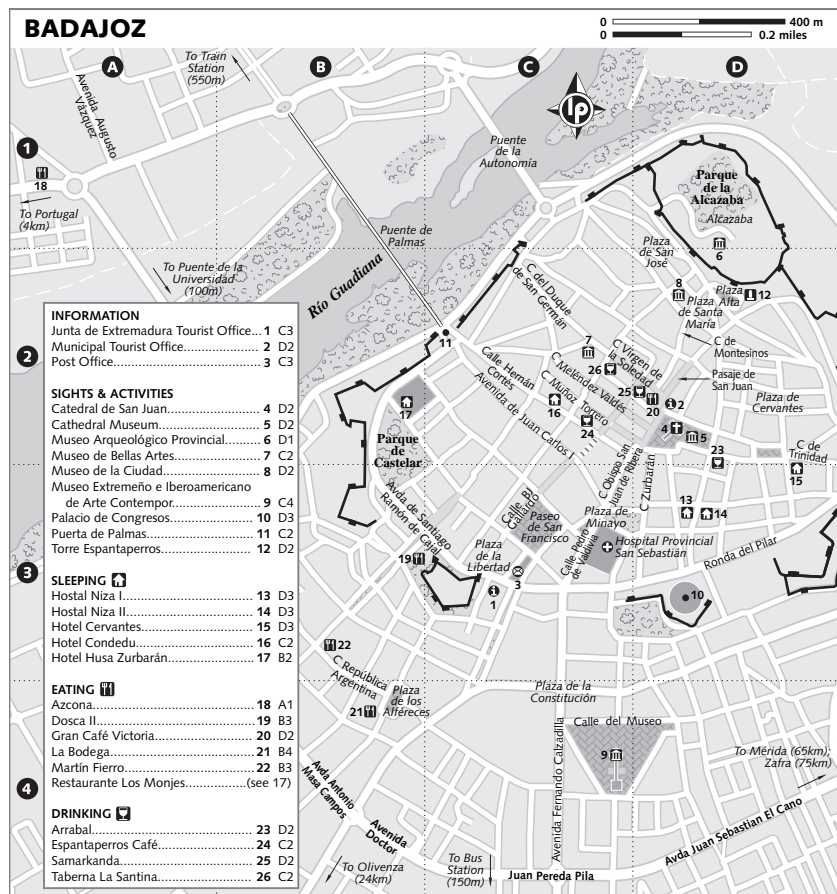 BADAJOZ
0 400 m
0 0.2 miles
A
B
C
D
1
2
3
4
To Train
Station
(550m)
Avenida Augusto
Vázquez
18
To Portugal
(4km)
To Puente de la
Universidad
(100m)
Puente de
Palmas
Río Guadiana
Puente
de la
Autonomía
lp
Parque
de la
Alcazaba
Alcazaba
6
Plaza
de San
José
8
Plaza
Alta
12
Plaza
de Santa
María
C del Duque
de San Germán
7
C Virgen de
la Soledad
C de
Montesinos
26
Pasaje de
San Juan
25
20
2
Plaza de
Cervantes
11
Calle Hernán
Cortés
C Meléndez Valdés
C Muñoz Torrero
Avenida de Juan Carlos I
16
24
17
4
5
23
C de
Trinidad
15
Parque
de
Castelar
C Obispo San
Juan de Ribera
C Zurbarán
13
14
Avda de Santiago
Ramón de Cajal
Calle BJ
Gallardo
Paseo
de San
Francisco
Plaza de
Minayo
Calle Pedro
de Valdivia
Hospital Provincial
San Sebastián
Ronda del Pilar
19
Plaza
de la
Libertad
3
1
10
22
C República
Argentina
21
Plaza
de los
Alféreces
Plaza de la
Constitución
Calle del Museo
9
Avenida Fernando Calzadilla
To Mérida (65km);
Zafra (75km)
Avda Antonio
Masa Campos
Avenida
Doctor
Juan Pereda Pila
Avda Juan Sebastian El Cano
To Olivenza
(24km)
To Bus
Station
(150m)
INFORMATION
Junta de Extremadura Tourist Office... 1 C3
Municipal Tourist Office................... 2 D2
Post Office........................................ 3 C3
SIGHTS & ACTIVITIES
Catedral de San Juan....................... 4 D2
Cathedral Museum........................... 5 D2
Museo Arqueológico Provincial........ 6 D1
Museo de Bellas Artes...................... 7 C2
Museo de la Ciudad......................... 8 D2
Museo Extremeño e Iberoamericano
de Arte Contempor....................... 9 C4
Palacio de Congresos..................... 10 D3
Puerta de Palmas........................... 11 C2
Torre Espantaperros....................... 12 D2
SLEEPING
Hostal Niza I.................................. 13 D3
Hostal Niza II................................. 14 D3
Hotel Cervantes............................. 15 D3
Hotel Condedu.............................. 16 C2
Hotel Husa Zurbarán..................... 17 B2
EATING
Azcona.......................................... 18 A1
Dosca II......................................... 19 B3
Gran Café Victoria......................... 20 D2
La Bodega..................................... 21 B4
Martín Fierro................................. 22 B3
Restaurante Los Monjes..............(see 17)
DRINKING
Arrabal.......................................... 23 D2
Espantaperros Café....................... 24 C2
Samarkanda.................................. 25 D2
Taberna La Santina........................ 26 C2